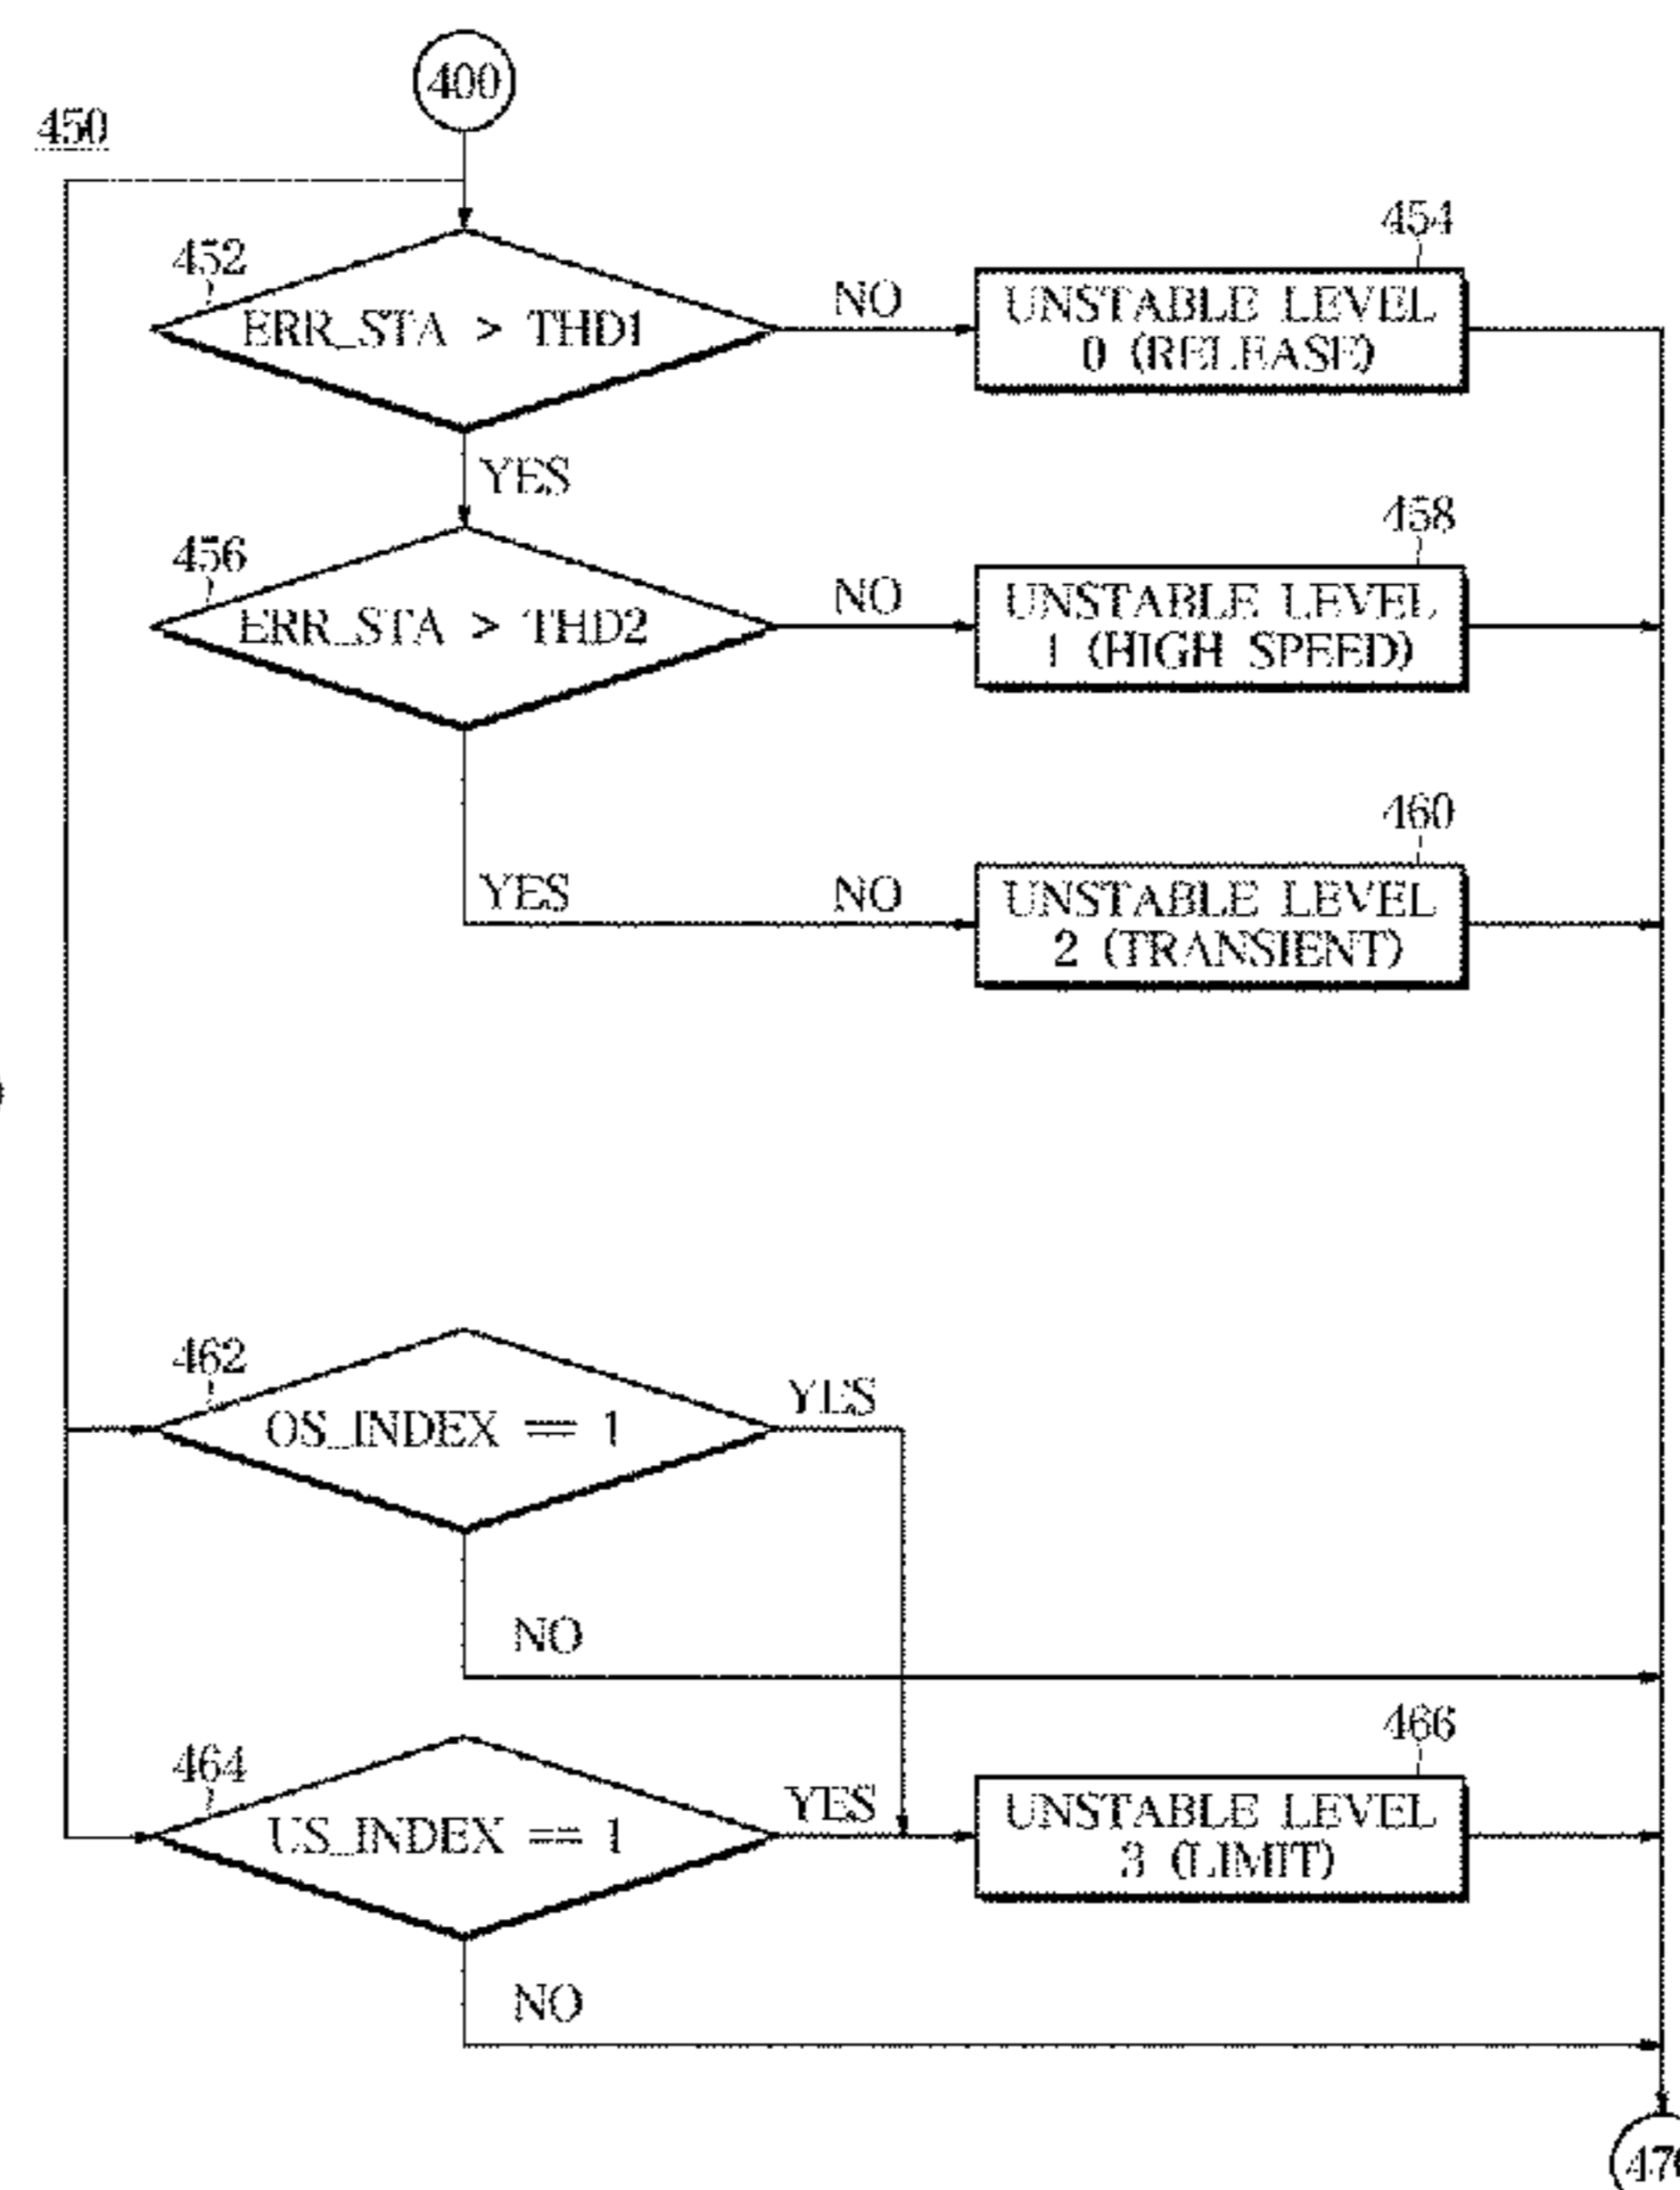 400
450
452
ERR_STA > THD1
NO
454
UNSTABLE LEVEL
0 (RELEASE)
YES
456
ERR_STA > THD2
NO
458
UNSTABLE LEVEL
1 (HIGH SPEED)
YES
NO
460
UNSTABLE LEVEL
2 (TRANSIENT)
462
OS_INDEX == 1
YES
NO
464
US_INDEX == 1
YES
466
UNSTABLE LEVEL
3 (LIMIT)
NO